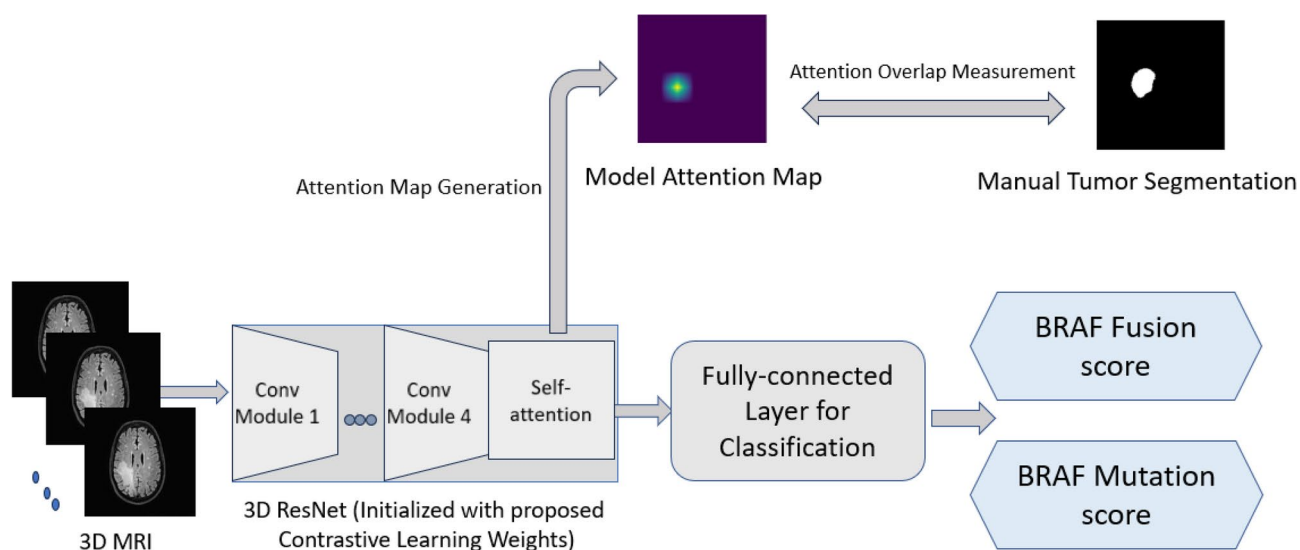 Attention Overlap Measurement
Attention Map Generation
Model Attention Map
Manual Tumor Segmentation
Conv
Module 1
Conv
Module 4
Self-
attention
Fully-connected
Layer for
Classification
BRAF Fusion
score
BRAF Mutation
score
3D MRI
3D ResNet (Initialized with proposed
Contrastive Learning Weights)